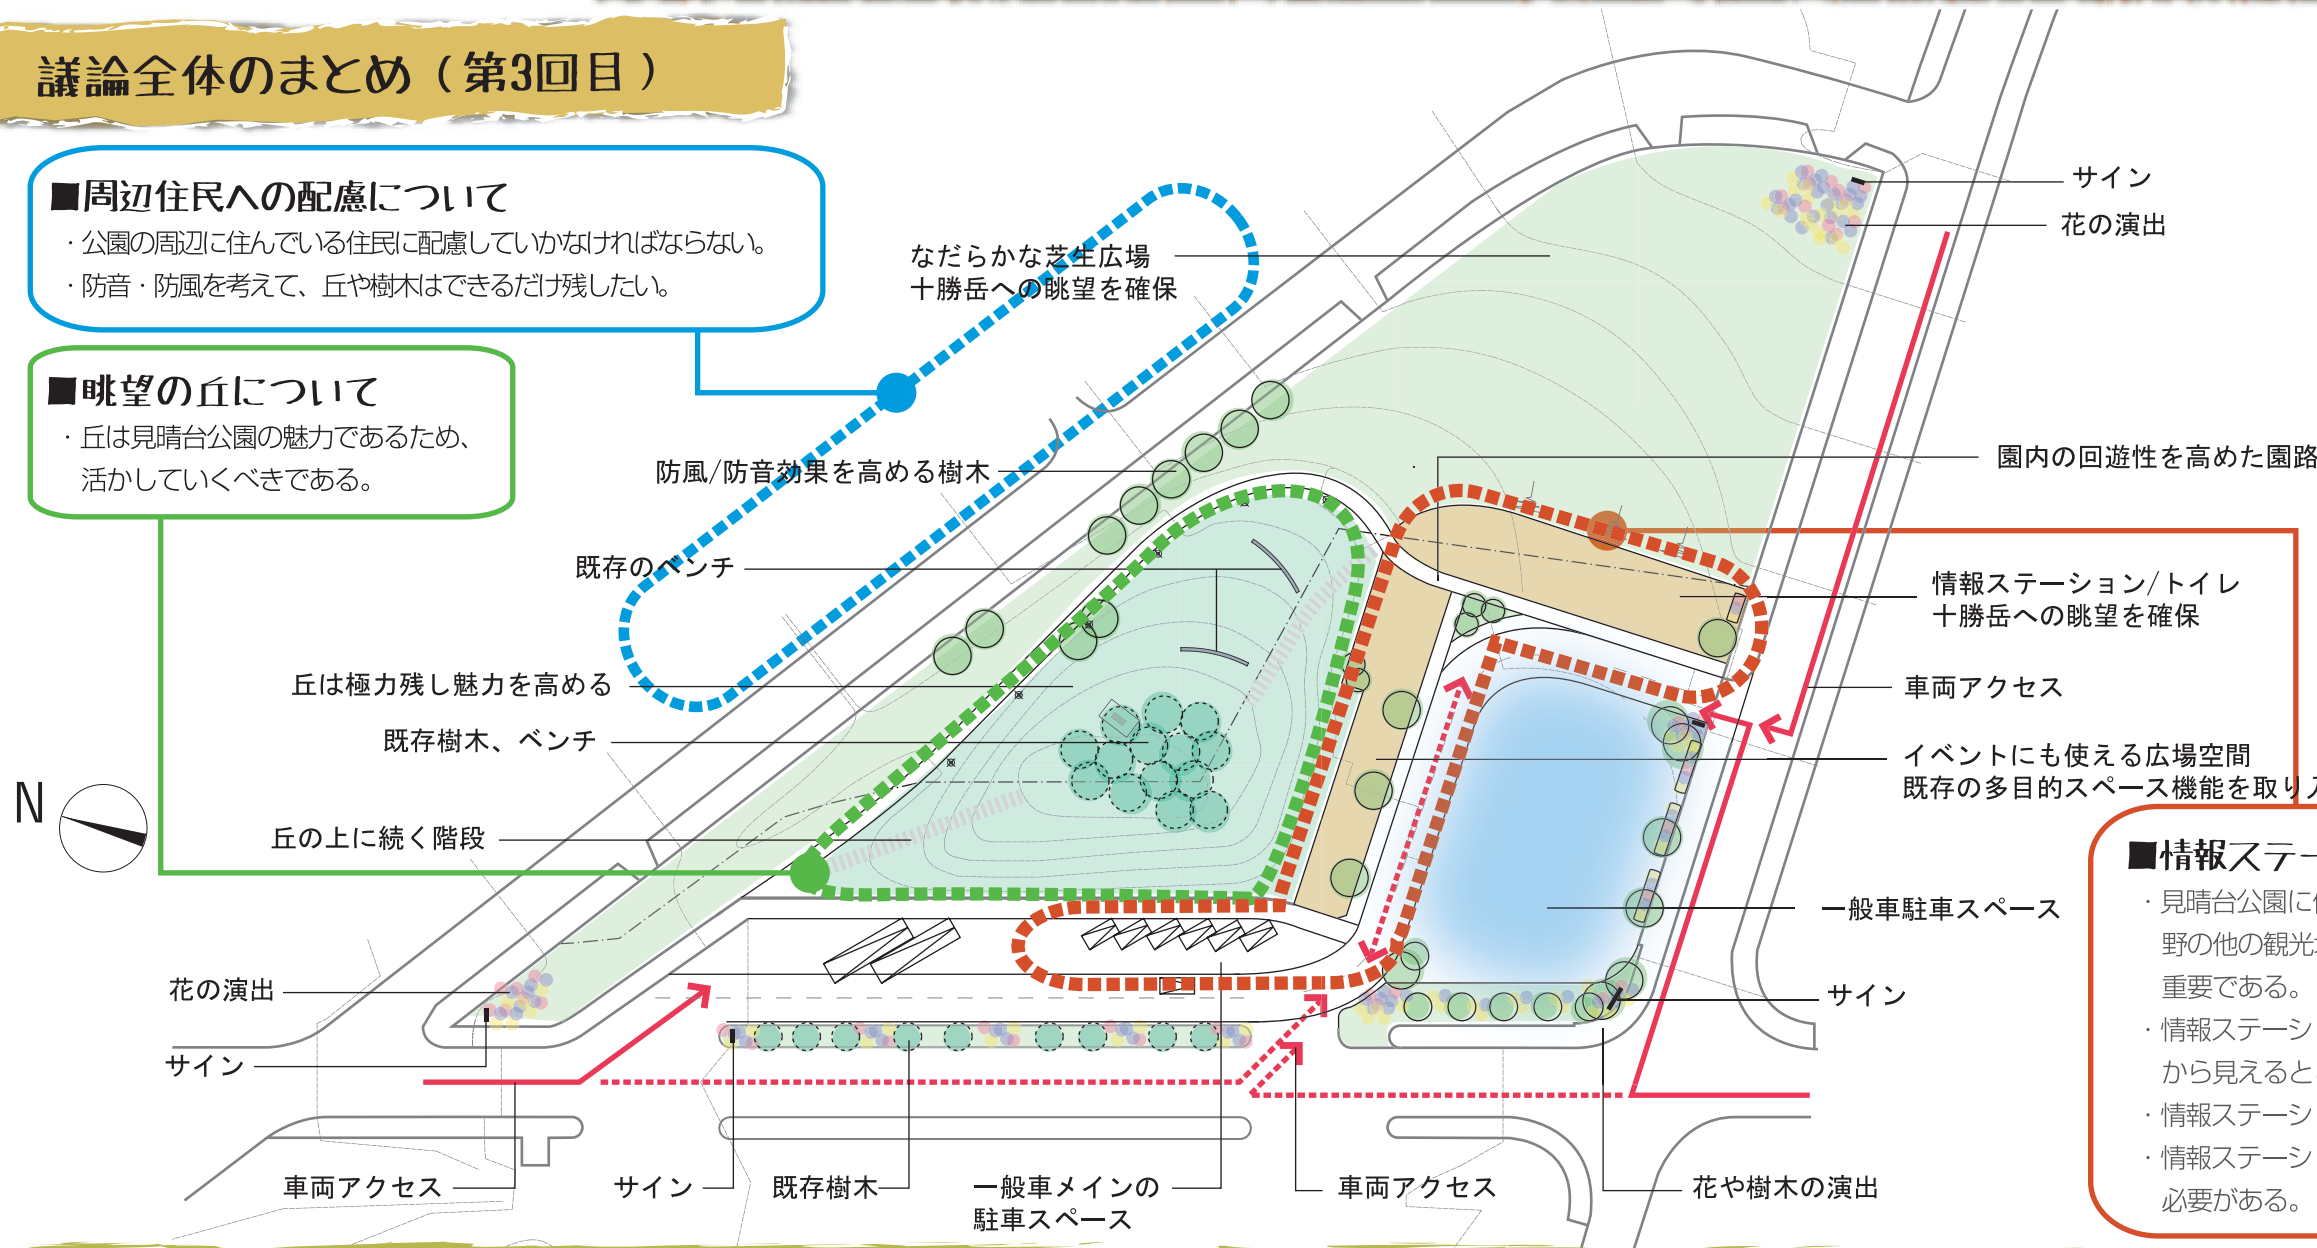 議論全体のまとめ（第3回目）
■周辺住民への配慮について
・公園の周辺に住んでいる住民に配慮していかなければならない。
・防音・防風を考えて、丘や樹木はできるだけ残したい。
■眺望の丘について
・丘は見晴台公園の魅力であるため、
活かしていくべきである。
なだらかな芝生広場
十勝岳への眺望を確保
防風/防音効果を高める樹木
既存のベンチ
丘は極力残し魅力を高める
既存樹木、ベンチ
N
丘の上に続く階段
花の演出
サイン
車両アクセス
サイン
既存樹木
一般車メインの
駐車スペース
車両アクセス
花や樹木の演出
サイン
花の演出
園内の回遊性を高めた園路
情報ステーション/トイレ
十勝岳への眺望を確保
車両アクセス
イベントにも使える広場空間
既存の多目的スペース機能を取り
一般車駐車スペース
サイン
■情報ステー
・見晴台公園に
野の他の観光
重要である。
・情報ステーシ
から見えると
・情報ステーシ
・情報ステーシ
必要がある。